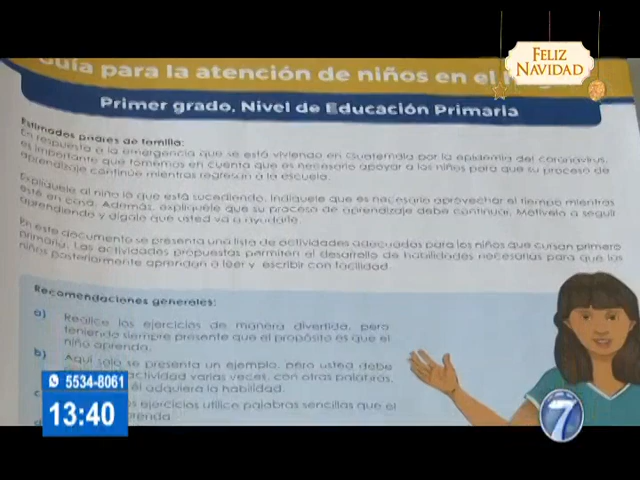 FELIZ
NAVIDAD
Guía para la atención de niños en el
Primer grado, Nivel de Educación Primaria
Estimados padres de familia:
En respuesta a la emergencia que se está viviendo en Guatemala por la epidemia del coronavirus,
es importante que tomemos en cuenta que es necesario apoyar a los niños para que su proceso de
aprendizaje continúe mientras regresan a la escuela.
Explíquele al niño lo que está sucediendo. Indíquele que es necesario aprovechar el tiempo mientras
esté en casa. Además, explíquele que su proceso de aprendizaje debe continuar. Motívelo a seguir
aprendiendo y dígale que usted va a ayudarle.
En este documento se presenta una lista de actividades adecuadas para los niños que cursan primero
primaria. Las actividades propuestas permiten el desarrollo de habilidades necesarias para que los
niños posteriormente aprendan a leer y escribir con facilidad.
Recomendaciones generales:
a) Realice los ejercicios de manera divertida, pero
teniendo siempre presente que el propósito es que el
niño aprenda.
b) Aquí solo se presenta un ejemplo, pero usted debe
actividad varias veces, con otras palabras,
él adquiera la habilidad.
c
os ejercicios utilice palabras sencillas que el
prenda
d
5534-8061
13:40
7